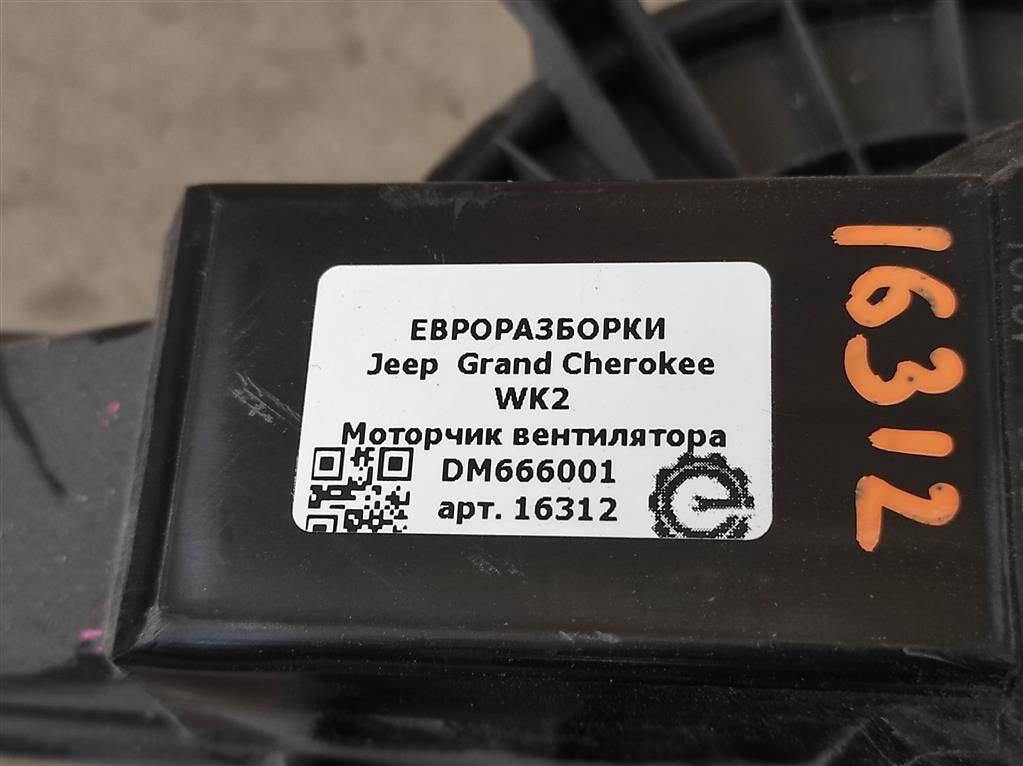 ЕВРОРАЗБОРКИ
Jeep Grand Cherokee
WK2
Моторчик вентилятора
DM666001
арт. 16312
16312